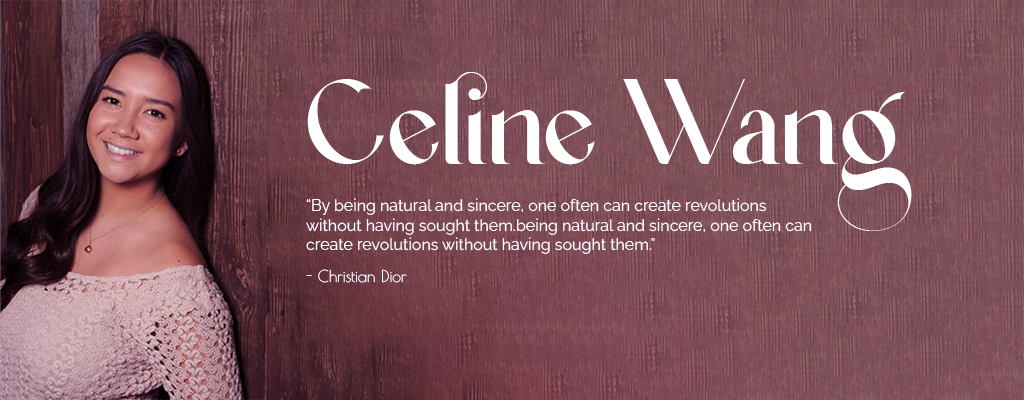 Celine Wang
“By being natural and sincere, one often can create revolutions
without having sought them.being natural and sincere, one often can
create revolutions without having sought them.”
- Christian Dior